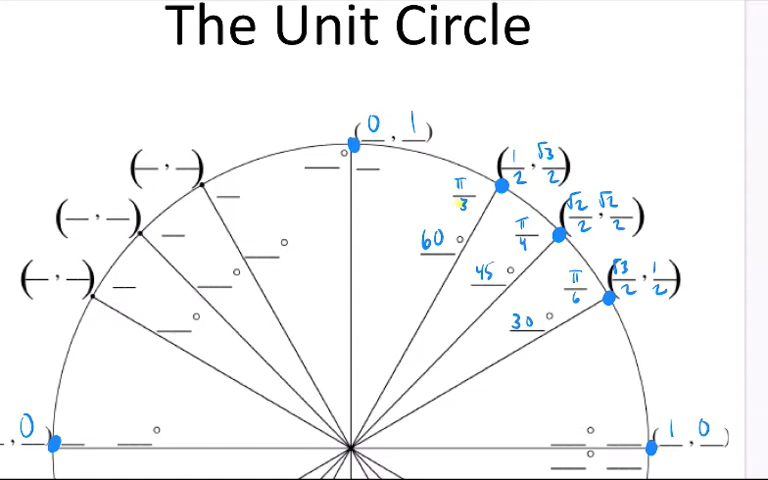 The Unit Circle
(0, 1)
(1/2, √3/2)
π/3
(√2/2, √2/2)
60°
π/4
(√3/2, 1/2)
45°
π/6
30°
, 0)
(1, 0)